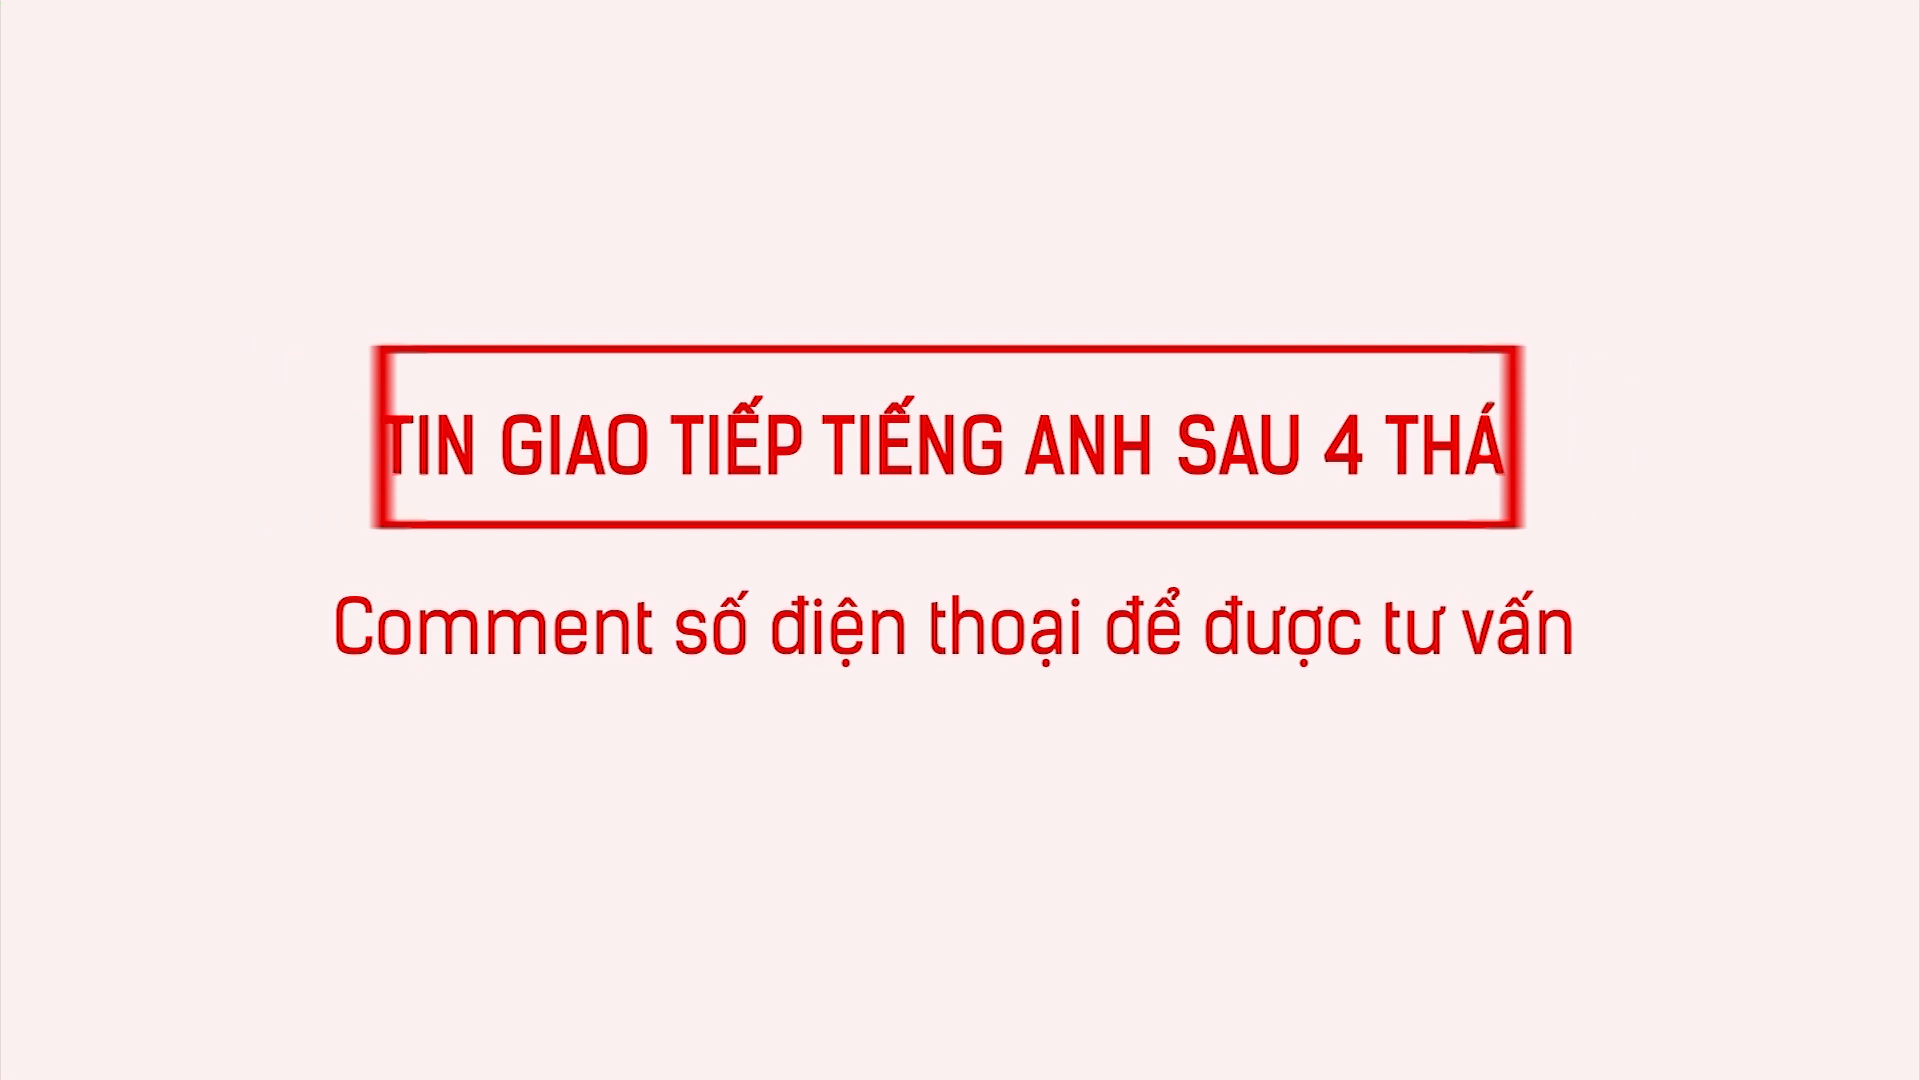 TIN GIAO TIẾP TIẾNG ANH SAU 4 THÁ
Comment số điện thoại để được tư vấn